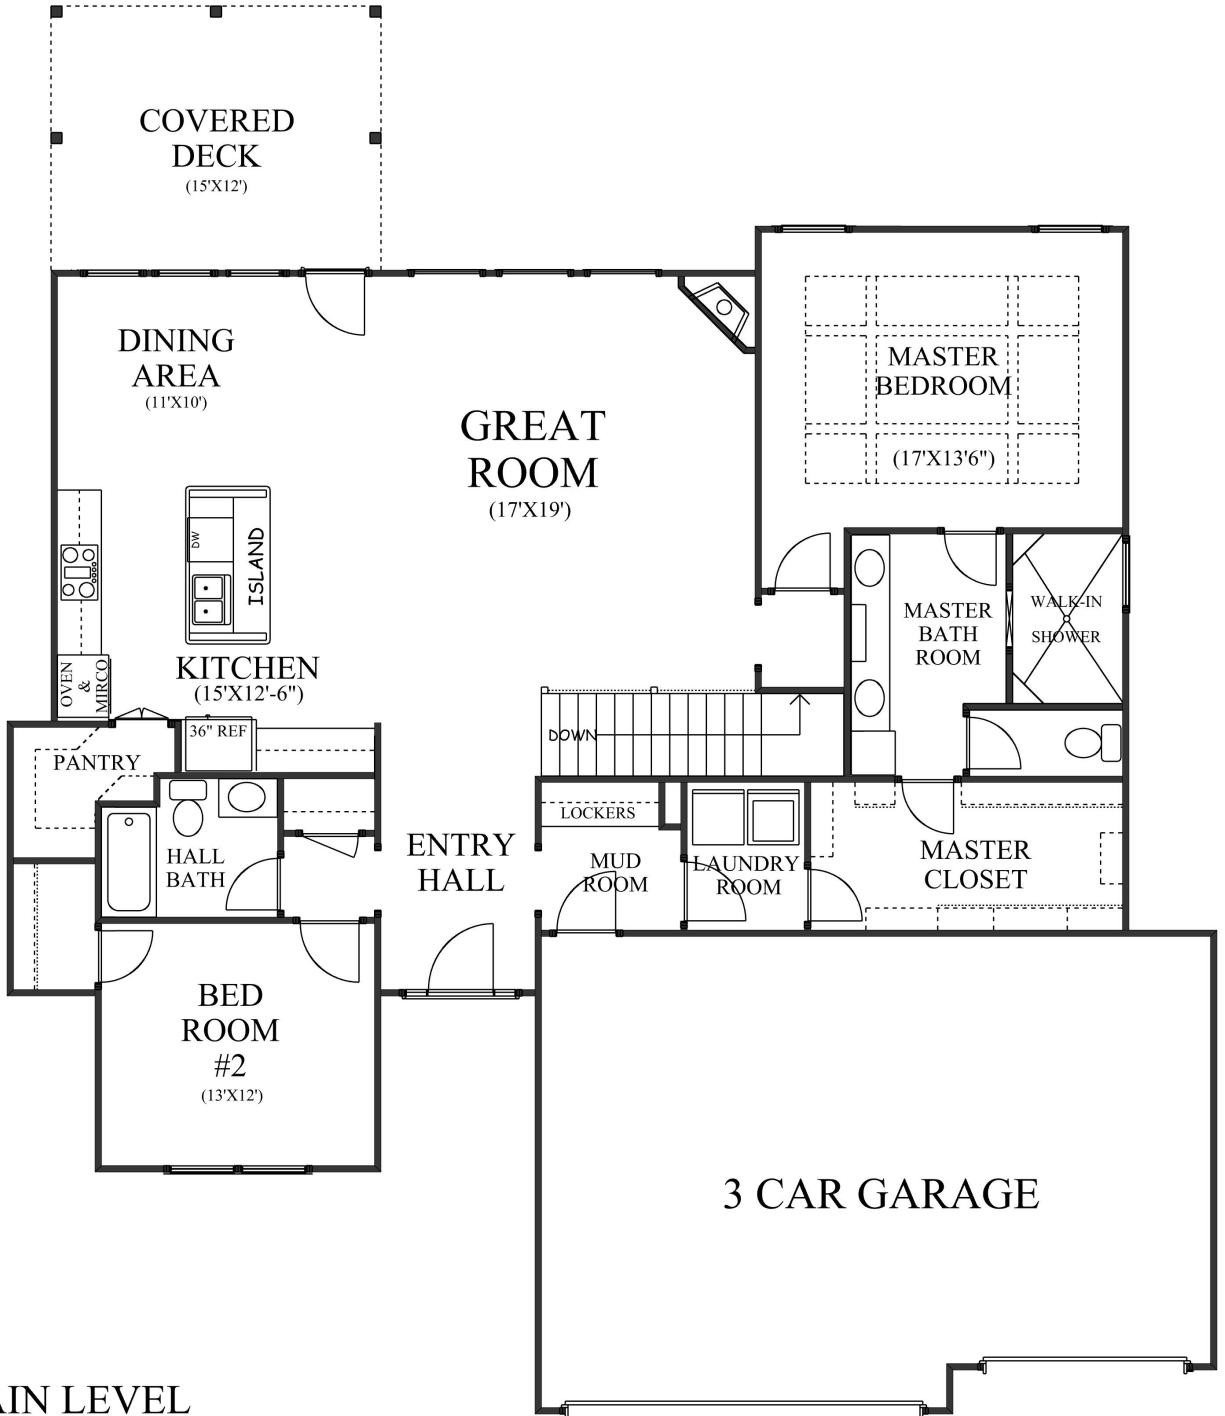 COVERED
DECK
(15'X12')
DINING
AREA
(11'X10')
GREAT
ROOM
(17'X19')
MASTER
BEDROOM
(17'X13'6")
DW
ISLAND
OVEN
&
MIRCO
KITCHEN
(15'X12'-6")
36" REF
PANTRY
DOWN
MASTER
BATH
ROOM
WALK-IN
SHOWER
HALL
BATH
ENTRY
HALL
LOCKERS
MUD
ROOM
LAUNDRY
ROOM
MASTER
CLOSET
BED
ROOM
#2
(13'X12')
3 CAR GARAGE
AIN LEVEL